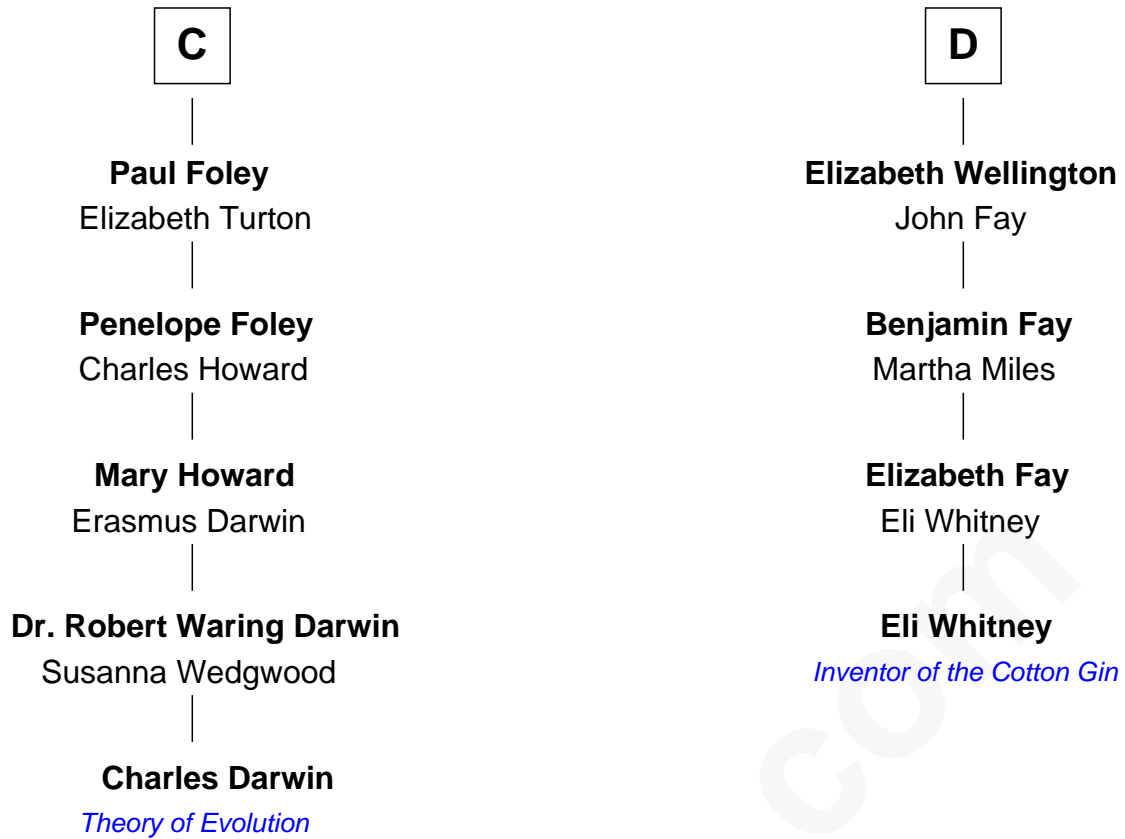 C
Paul Foley
Elizabeth Turton
Penelope Foley
Charles Howard
Mary Howard
Erasmus Darwin
Dr. Robert Waring Darwin
Susanna Wedgwood
Charles Darwin
Theory of Evolution
D
Elizabeth Wellington
John Fay
Benjamin Fay
Martha Miles
Elizabeth Fay
Eli Whitney
Eli Whitney
Inventor of the Cotton Gin
com